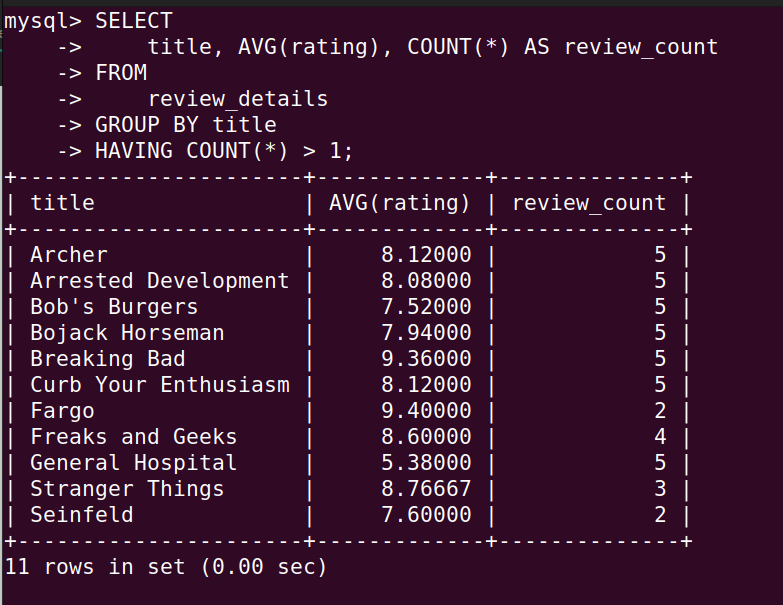 mysql> SELECT
    ->     title, AVG(rating), COUNT(*) AS review_count
    -> FROM
    ->     review_details
    -> GROUP BY title
    -> HAVING COUNT(*) > 1;
+----------------------+-------------+--------------+
| title                | AVG(rating) | review_count |
+----------------------+-------------+--------------+
| Archer               |     8.12000 |            5 |
| Arrested Development |     8.08000 |            5 |
| Bob's Burgers        |     7.52000 |            5 |
| Bojack Horseman      |     7.94000 |            5 |
| Breaking Bad         |     9.36000 |            5 |
| Curb Your Enthusiasm |     8.12000 |            5 |
| Fargo                |     9.40000 |            2 |
| Freaks and Geeks     |     8.60000 |            4 |
| General Hospital     |     5.38000 |            5 |
| Stranger Things      |     8.76667 |            3 |
| Seinfeld             |     7.60000 |            2 |
+----------------------+-------------+--------------+
11 rows in set (0.00 sec)